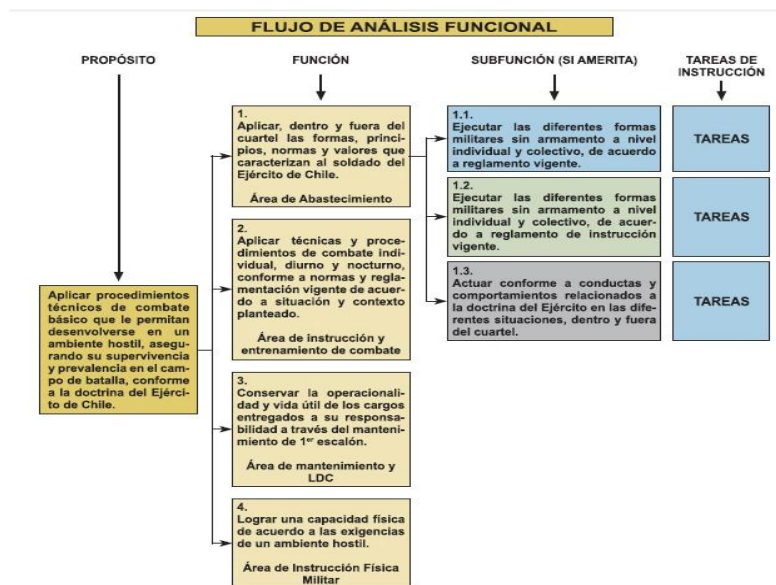 FLUJO DE ANÁLISIS FUNCIONAL
PROPÓSITO
FUNCIÓN
SUBFUNCIÓN (SI AMERITA)
TAREAS DE
INSTRUCCIÓN
Aplicar procedimientos
técnicos de combate
básico que le permitan
desenvolverse en un
ambiente hostil, asegu-
rando su supervivencia
y prevalencia en el cam-
po de batalla, conforme
a la doctrina del Ejérci-
to de Chile.
1.
Aplicar, dentro y fuera del
cuartel las formas, princi-
pios, normas y valores que
caracterizan al soldado del
Ejército de Chile.
Área de Abastecimiento
2.
Aplicar técnicas y proce-
dimientos de combate indi-
vidual, diurno y nocturno,
conforme a normas y regla-
mentación vigente de acuer-
do a situación y contexto
planteado.
Área de instrucción y
entrenamiento de combate
3.
Conservar la operacionali-
dad y vida útil de los cargos
entregados a su responsa-
bilidad a través del manteni-
miento de 1er escalón.
Área de mantenimiento y
LDC
4.
Lograr una capacidad física
de acuerdo a las exigencias
de un ambiente hostil.
Área de Instrucción Física
Militar
1.1.
Ejecutar las diferentes formas
militares sin armamento a nivel
individual y colectivo, de acuerdo
a reglamento vigente.
1.2.
Ejecutar las diferentes formas
militares sin armamento a nivel
individual y colectivo, de acuer-
do a reglamento de instrucción
vigente.
1.3.
Actuar conforme a conductas y
comportamientos relacionados a
la doctrina del Ejército en las dife-
rentes situaciones, dentro y fuera
del cuartel.
TAREAS
TAREAS
TAREAS